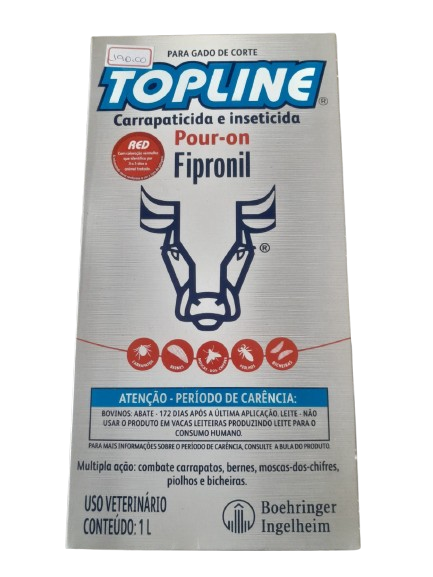 PARA GADO DE CORTE
TOPLINE®
Carrapaticida e inseticida
RED
Pour-on
Fipronil
®
ATENÇÃO - PERÍODO DE CARÊNCIA:
BOVINOS: ABATE - 172 DIAS APÓS A ÚLTIMA APLICAÇÃO. LEITE - NÃO
USAR O PRODUTO EM VACAS LEITEIRAS PRODUZINDO LEITE PARA O
CONSUMO HUMANO.
PARA MAIS INFORMAÇÕES SOBRE O PERÍODO DE CARÊNCIA, CONSULTE A BULA DO PRODUTO.
Multipla ação: combate carrapatos, bernes, moscas-dos-chifres,
piolhos e bicheiras.
USO VETERINÁRIO
CONTEÚDO: 1 L
Boehringer
Ingelheim